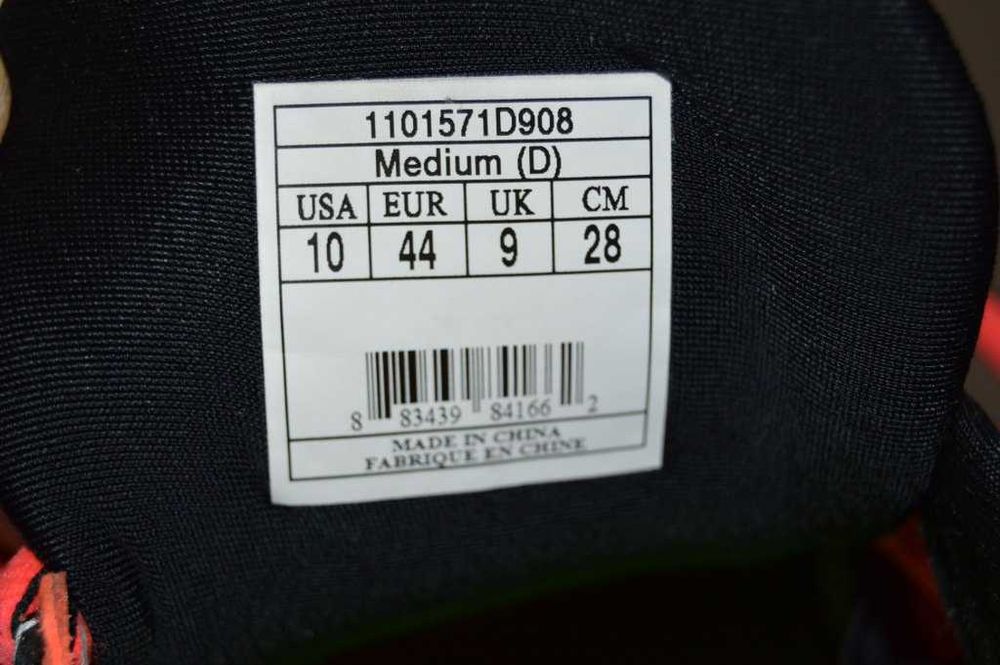 1101571D908
Medium (D)
USA EUR UK CM
10 44 9 28
8 83439 84166 2
MADE IN CHINA
FABRIQUE EN CHINE